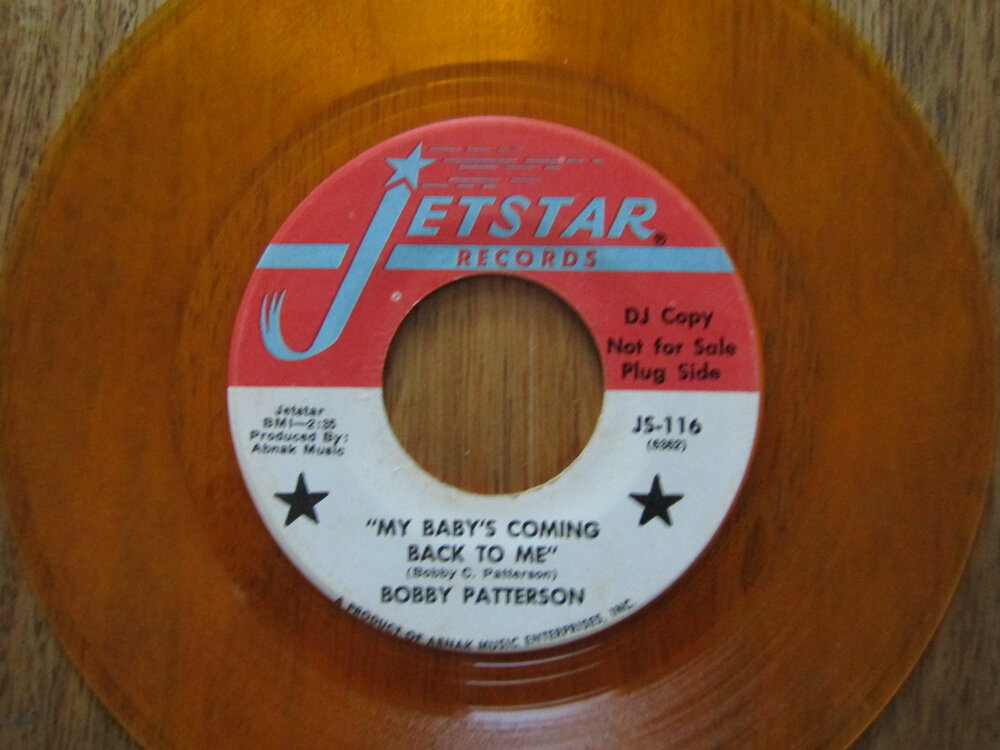 JETSTAR®
RECORDS
DJ Copy
Not for Sale
Plug Side
Jetstar
BMI—2:35
Produced By:
Abnak Music
JS-116
(6362)
"MY BABY'S COMING
BACK TO ME"
(Bobby C. Patterson)
BOBBY PATTERSON
A PRODUCT OF ABNAK MUSIC ENTERPRISES, INC.